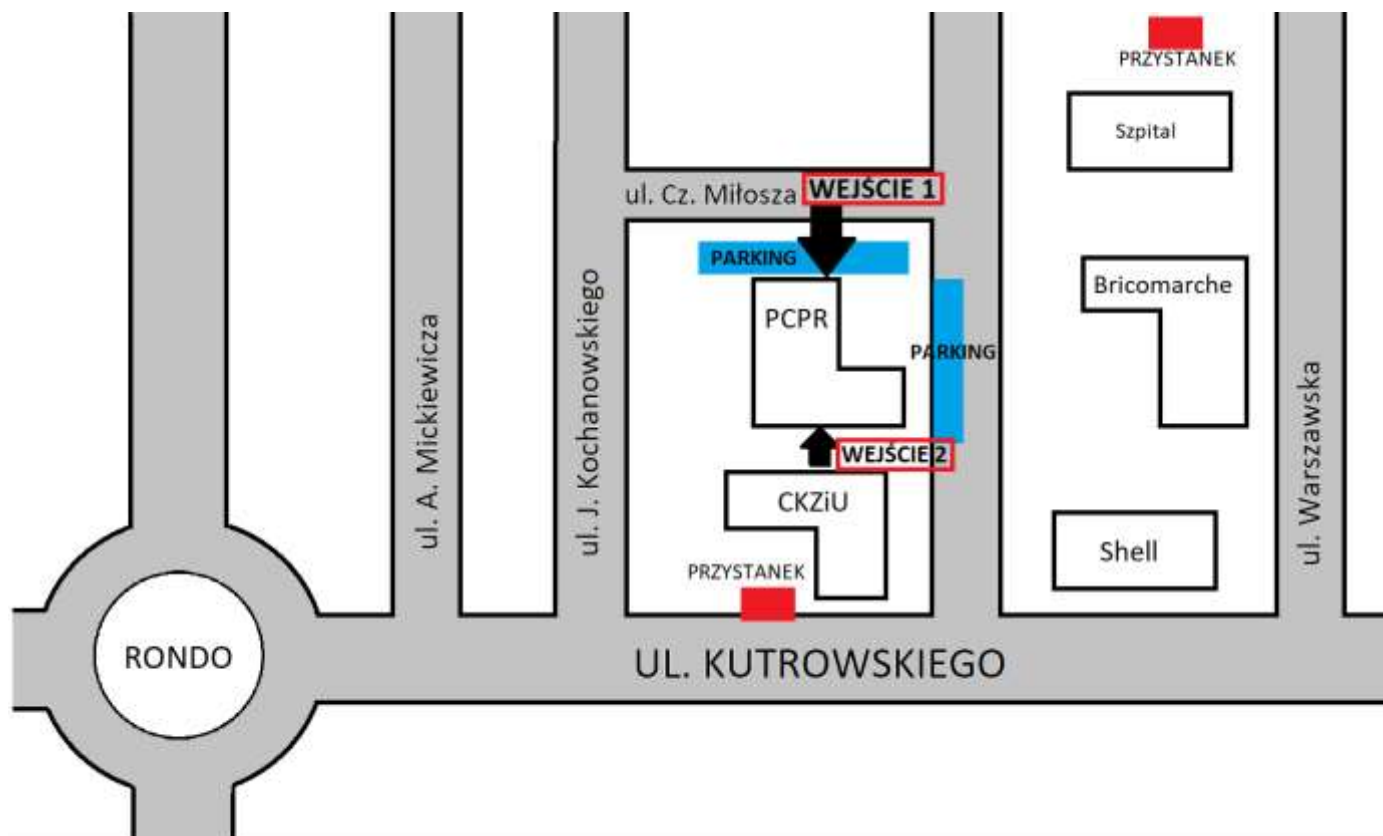 PRZYSTANEK
Szpital
ul. Cz. Miłosza
WEJŚCIE 1
PARKING
Bricomarche
PCPR
PARKING
ul. A. Mickiewicza
ul. J. Kochanowskiego
ul. Warszawska
WEJŚCIE 2
CKZiU
Shell
PRZYSTANEK
RONDO
UL. KUTROWSKIEGO